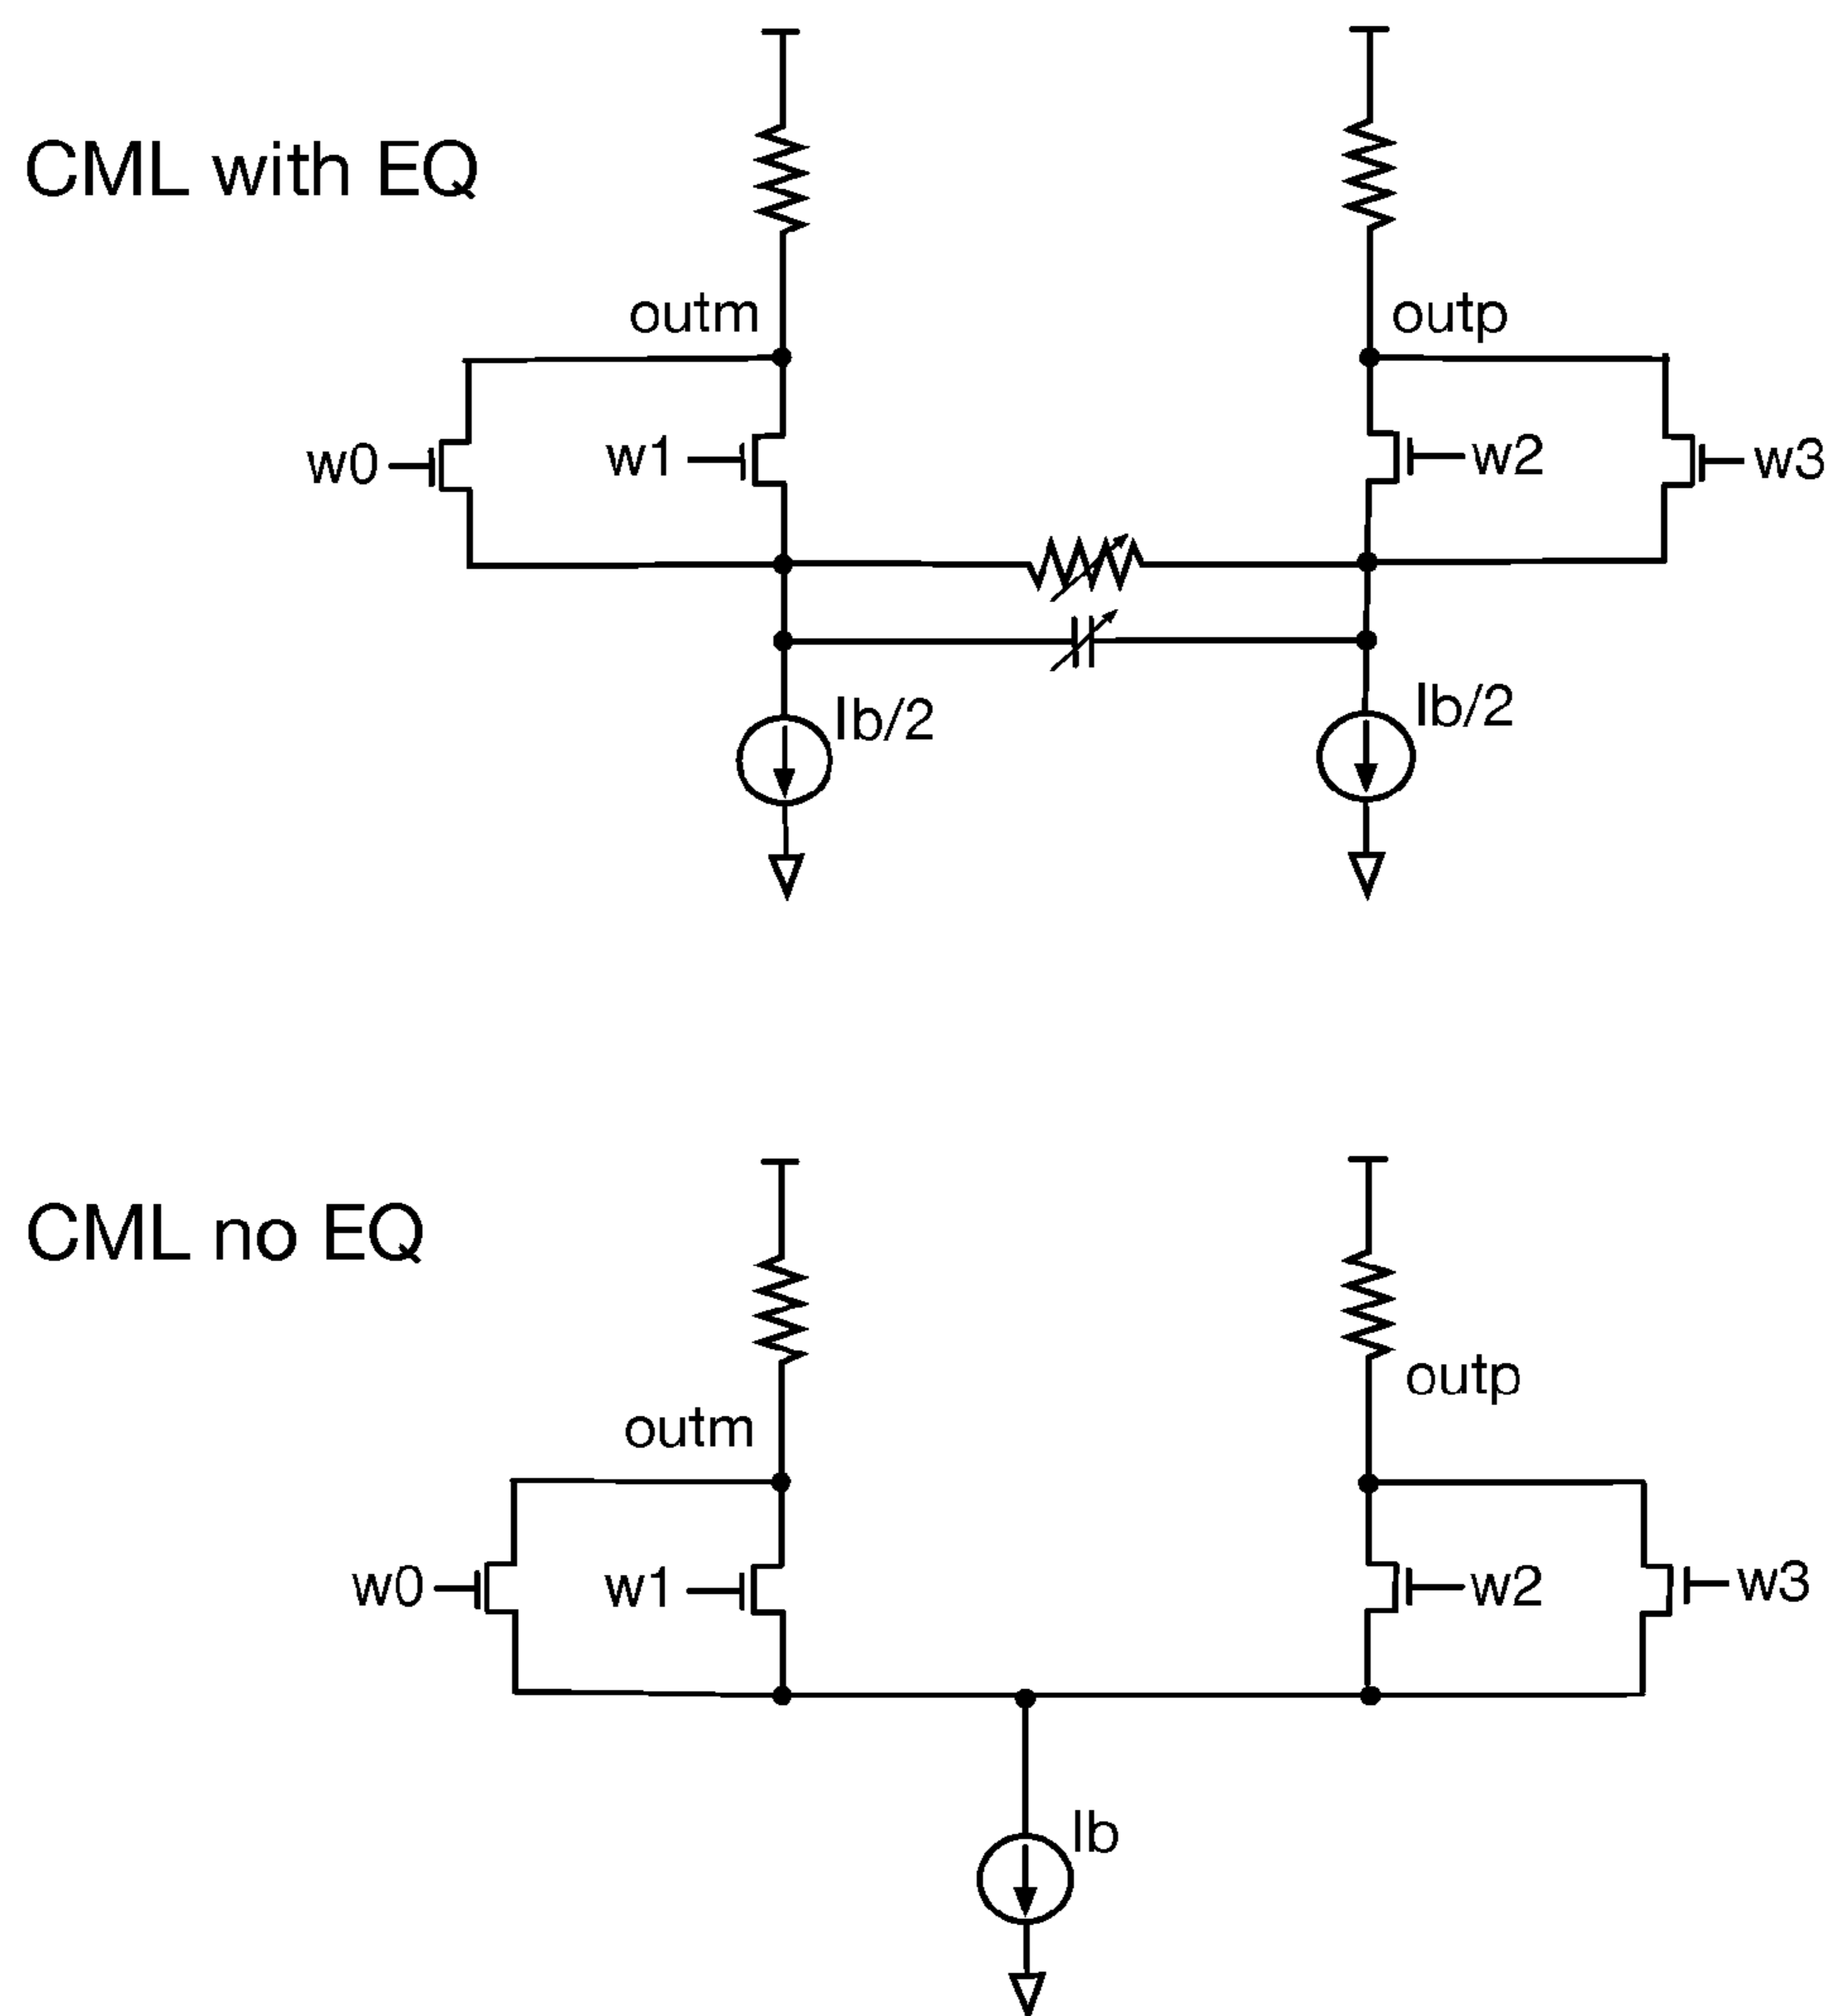 CML with EQ
outm
outp
w0
w1
w2
w3
Ib/2
Ib/2
CML no EQ
outp
outm
w0
w1
w2
w3
Ib